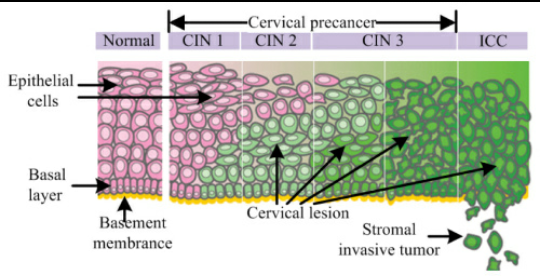 Cervical precancer
Normal CIN 1 CIN 2 CIN 3 ICC
Epithelial
cells
Basal
layer
Basement
membrance
Cervical lesion
Stromal
invasive tumor